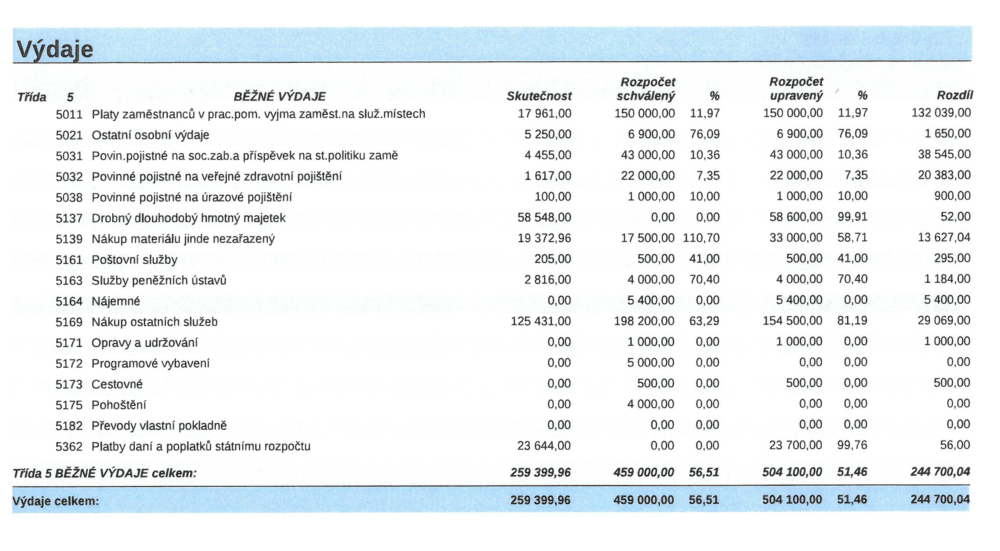 Výdaje
Rozpočet Rozpočet
Třída 5 BĚŽNÉ VÝDAJE Skutečnost schválený % upravený % Rozdíl
5011 Platy zaměstnanců v prac.pom. vyjma zaměst.na služ.místech 17 961,00 150 000,00 11,97 150 000,00 11,97 132 039,00
5021 Ostatní osobní výdaje 5 250,00 6 900,00 76,09 6 900,00 76,09 1 650,00
5031 Povin.pojistné na soc.zab.a příspěvek na st.politiku zamě 4 455,00 43 000,00 10,36 43 000,00 10,36 38 545,00
5032 Povinné pojistné na veřejné zdravotní pojištění 1 617,00 22 000,00 7,35 22 000,00 7,35 20 383,00
5038 Povinné pojistné na úrazové pojištění 100,00 1 000,00 10,00 1 000,00 10,00 900,00
5137 Drobný dlouhodobý hmotný majetek 58 548,00 0,00 0,00 58 600,00 99,91 52,00
5139 Nákup materiálu jinde nezařazený 19 372,96 17 500,00 110,70 33 000,00 58,71 13 627,04
5161 Poštovní služby 205,00 500,00 41,00 500,00 41,00 295,00
5163 Služby peněžních ústavů 2 816,00 4 000,00 70,40 4 000,00 70,40 1 184,00
5164 Nájemné 0,00 5 400,00 0,00 5 400,00 0,00 5 400,00
5169 Nákup ostatních služeb 125 431,00 198 200,00 63,29 154 500,00 81,19 29 069,00
5171 Opravy a udržování 0,00 1 000,00 0,00 1 000,00 0,00 1 000,00
5172 Programové vybavení 0,00 5 000,00 0,00 0,00 0,00 0,00
5173 Cestovné 0,00 500,00 0,00 500,00 0,00 500,00
5175 Pohoštění 0,00 4 000,00 0,00 0,00 0,00 0,00
5182 Převody vlastní pokladně 0,00 0,00 0,00 0,00 0,00 0,00
5362 Platby daní a poplatků státnímu rozpočtu 23 644,00 0,00 0,00 23 700,00 99,76 56,00
Třída 5 BĚŽNÉ VÝDAJE celkem: 259 399,96 459 000,00 56,51 504 100,00 51,46 244 700,04
Výdaje celkem: 259 399,96 459 000,00 56,51 504 100,00 51,46 244 700,04